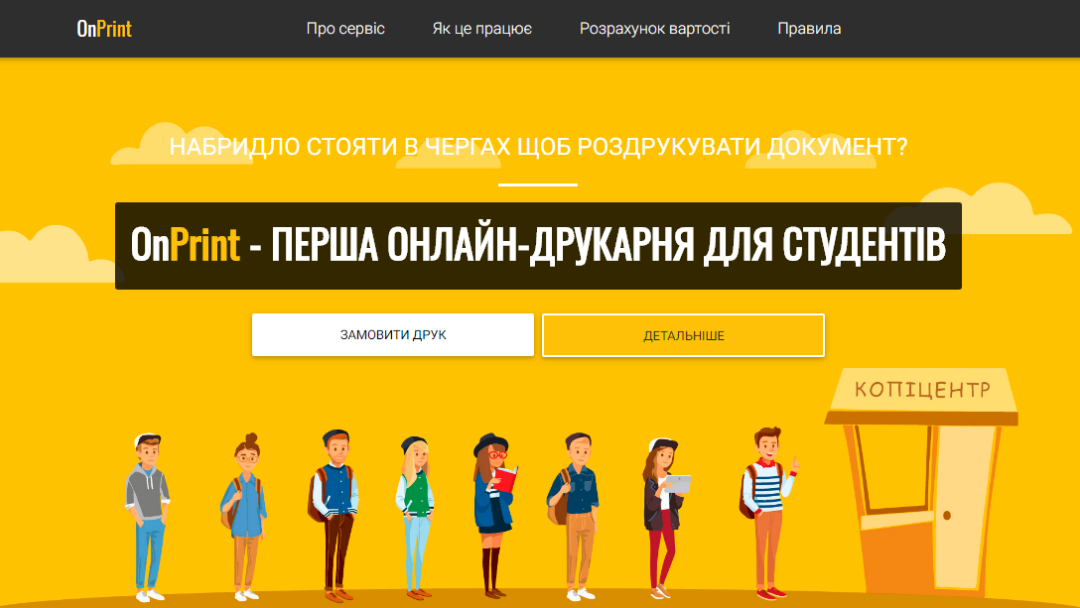 OnPrint
Про сервіс
Як це працює
Розрахунок вартості
Правила
НАБРИДЛО СТОЯТИ В ЧЕРГАХ ЩОБ РОЗДРУКУВАТИ ДОКУМЕНТ?
OnPrint - ПЕРША ОНЛАЙН-ДРУКАРНЯ ДЛЯ СТУДЕНТІВ
ЗАМОВИТИ ДРУК
ДЕТАЛЬНІШЕ
КОПІЦЕНТР